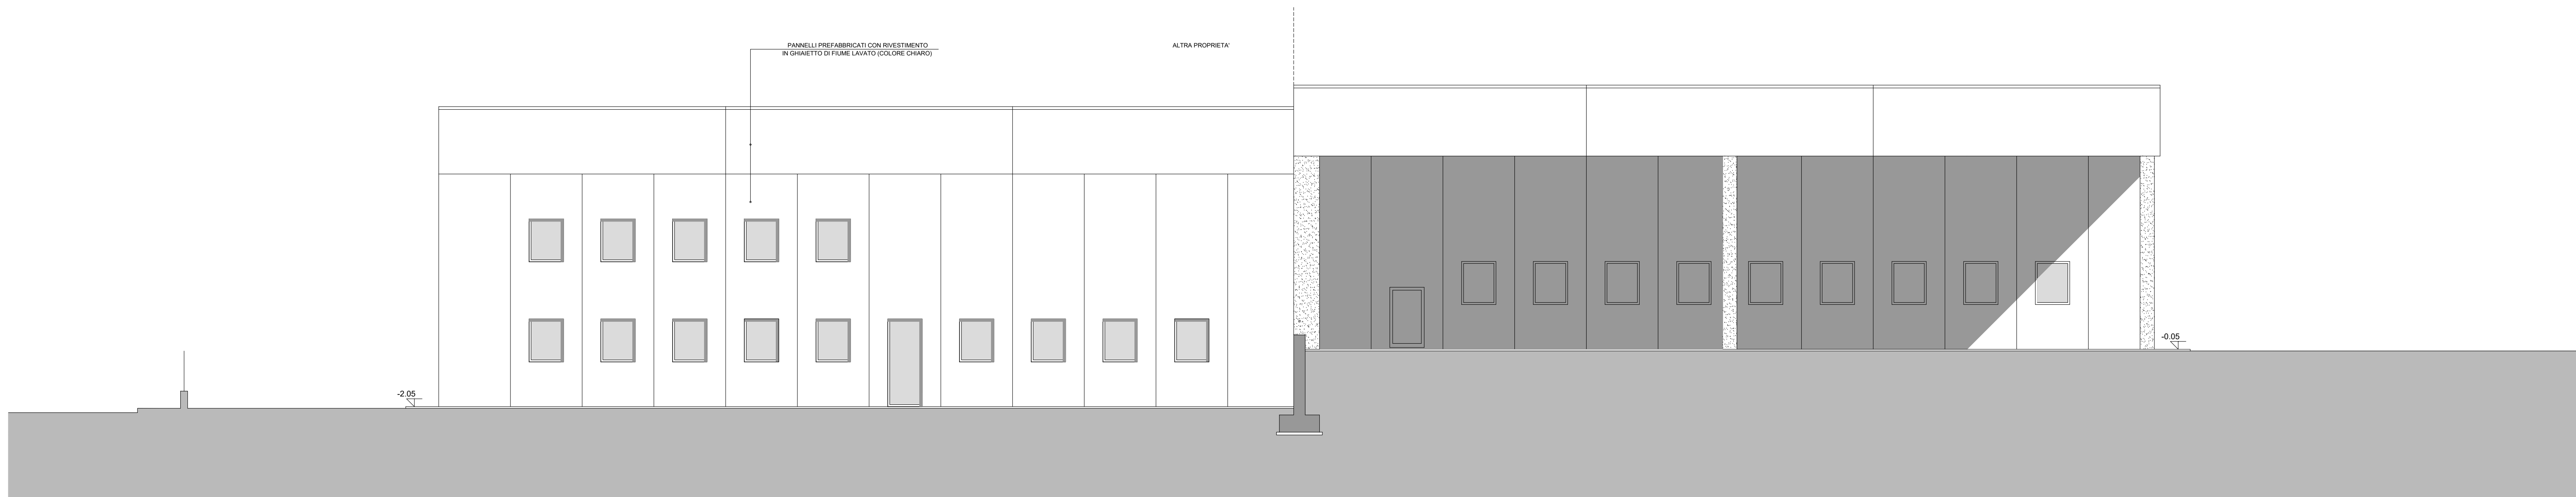 PANNELLI PREFABBRICATI CON RIVESTIMENTO
IN GHIAIETTO DI FIUME LAVATO (COLORE CHIARO)
ALTRA PROPRIETA'
-0.05
-2.05